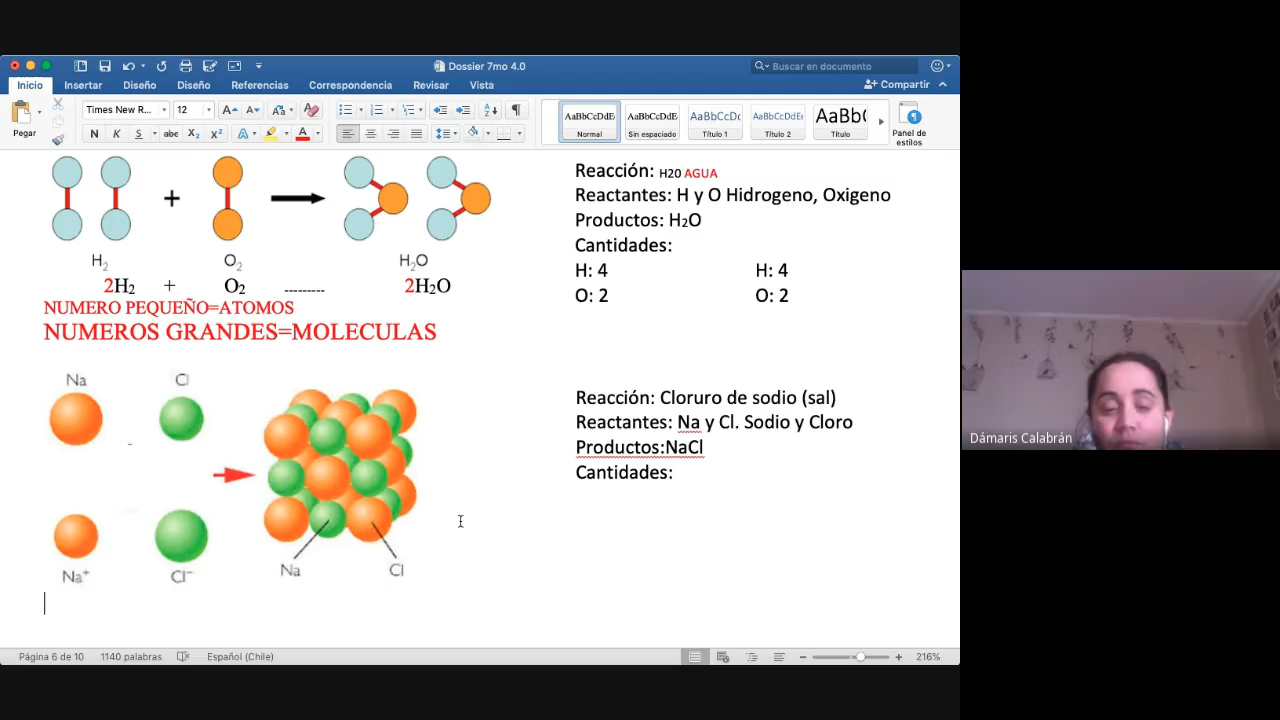 Dossier 7mo 4.0
Buscar en documento
Inicio Insertar Diseño Diseño Referencias Correspondencia Revisar Vista
Compartir
Pegar
Times New R... 12
N K S abc X₂ X²
AaBbCcDdE AaBbCcDdE AaBbCcDc AaBbCcDdEe AaBb(
Normal Sin espaciado Título 1 Título 2 Título
Panel de estilos
H₂ O₂ H₂O
2H₂ + O₂ --------- 2H₂O
NUMERO PEQUEÑO=ATOMOS
NUMEROS GRANDES=MOLECULAS
Reacción: H20 AGUA
Reactantes: H y O Hidrogeno, Oxigeno
Productos: H₂O
Cantidades:
H: 4 H: 4
O: 2 O: 2
Na Cl
Na⁺ Cl⁻
Na Cl
Reacción: Cloruro de sodio (sal)
Reactantes: Na y Cl. Sodio y Cloro
Productos:NaCl
Cantidades:
Dámaris Calabrán
Página 6 de 10 1140 palabras Español (Chile) 216%